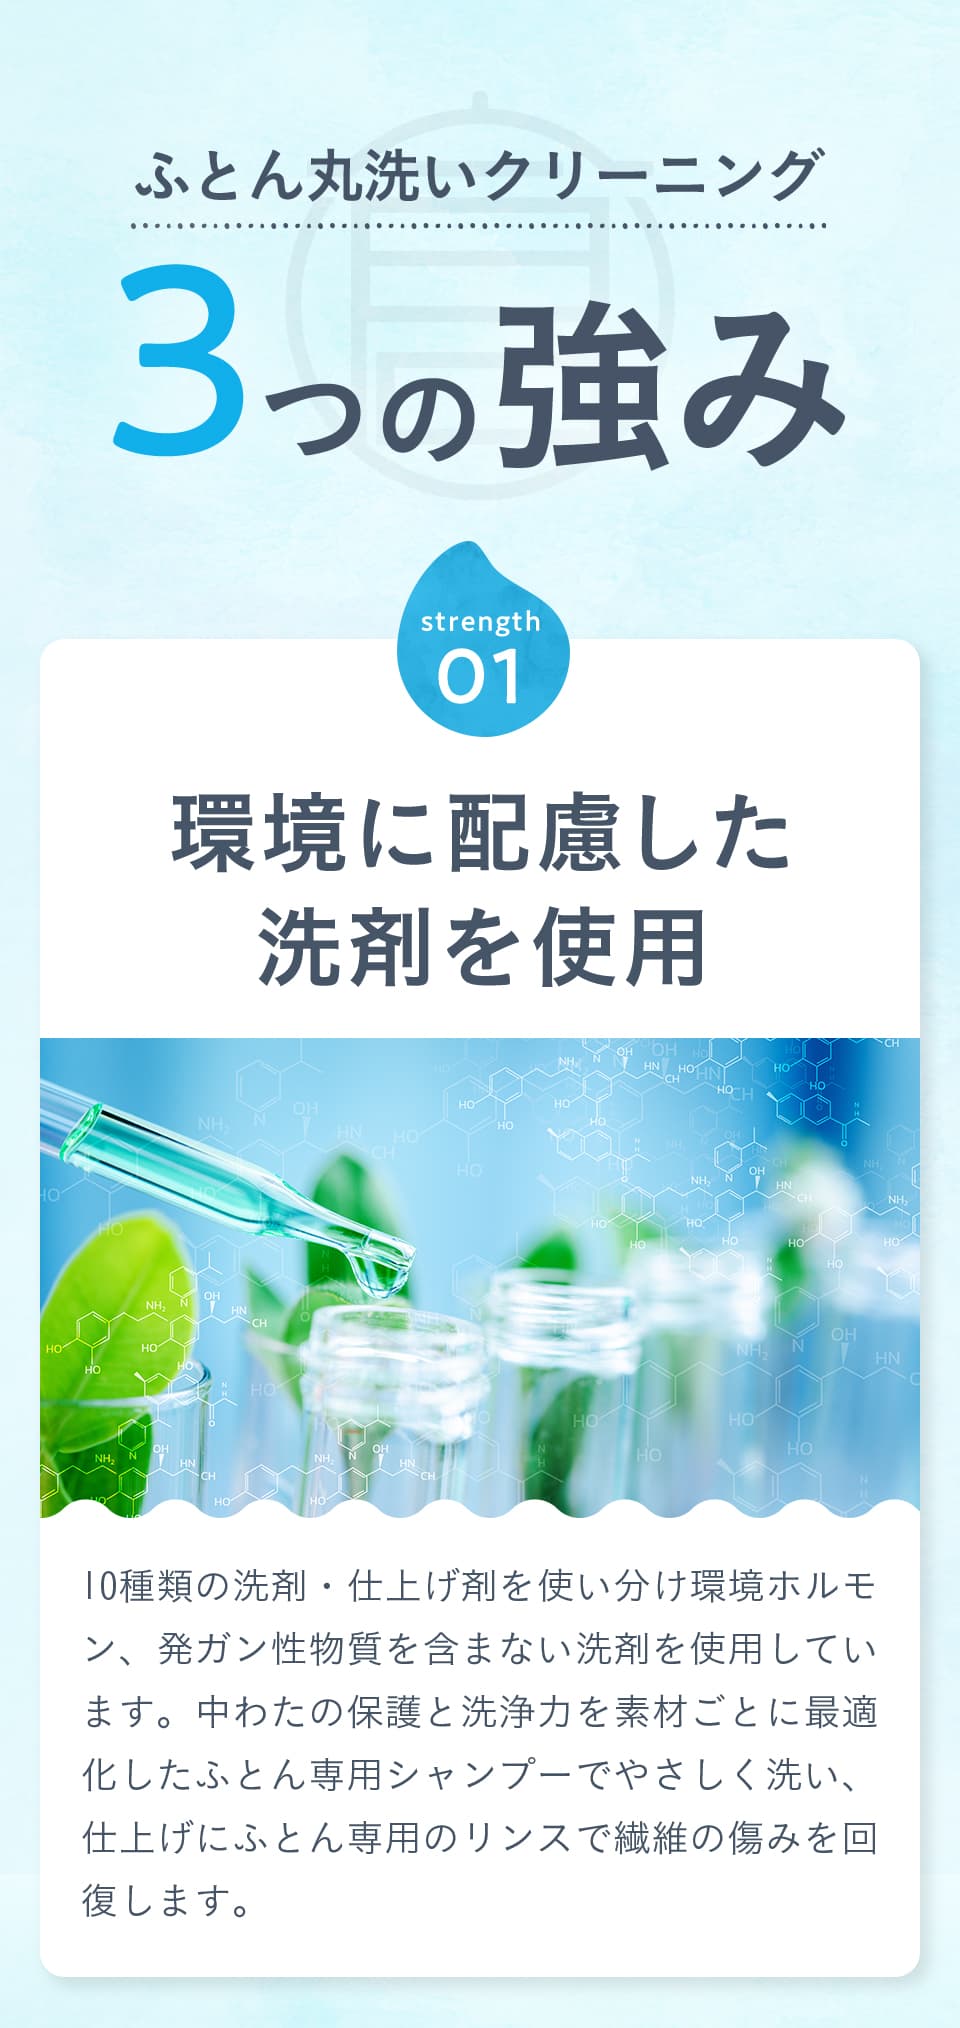 ふとん丸洗いクリーニング
3つの強み
strength
01
環境に配慮した
洗剤を使用
10種類の洗剤・仕上げ剤を使い分け環境ホルモ
ン、発ガン性物質を含まない洗剤を使用してい
ます。中わたの保護と洗浄力を素材ごとに最適
化したふとん専用シャンプーでやさしく洗い、
仕上げにふとん専用のリンスで繊維の傷みを回
復します。